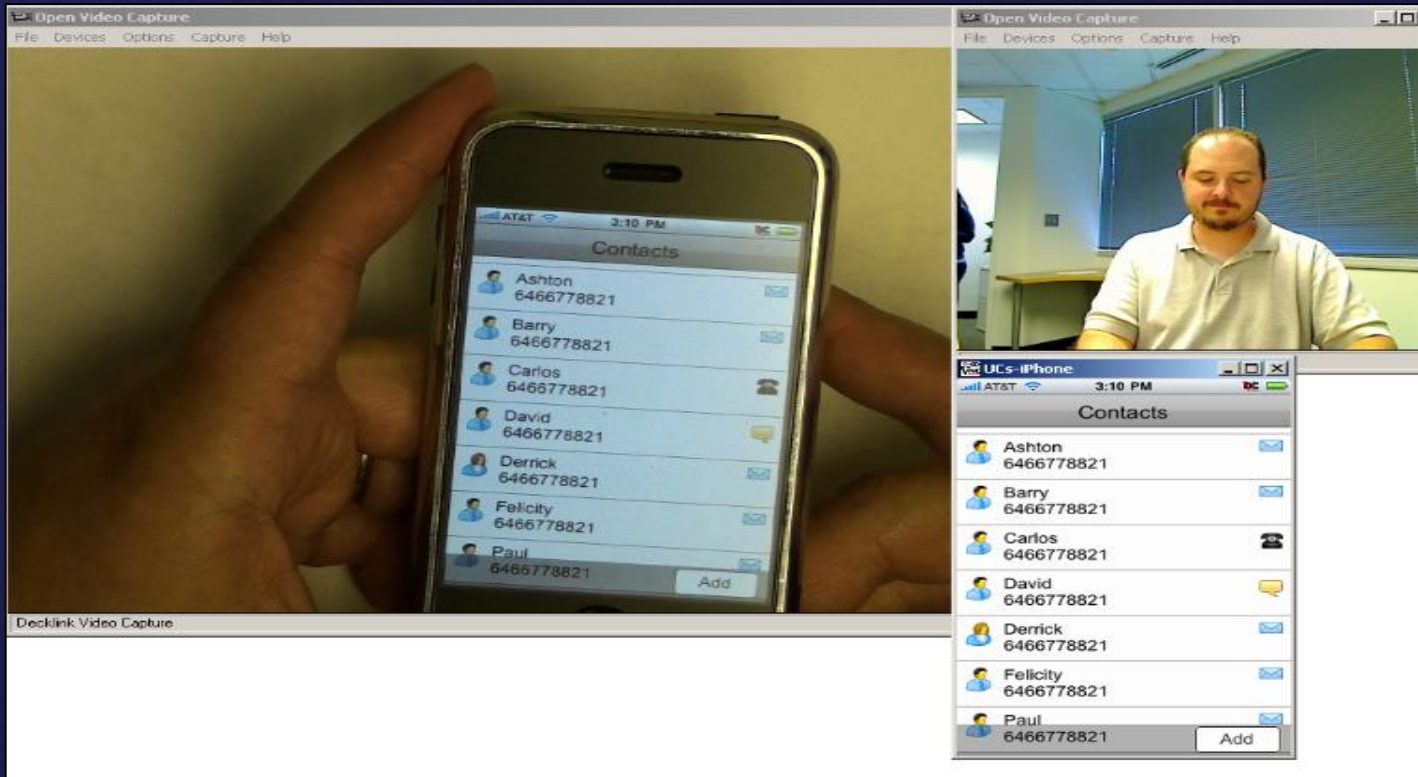 Open Video Capture
File Devices Options Capture Help
AT&T 3:10 PM
Contacts
Ashton
6466778821
Barry
6466778821
Carlos
6466778821
David
6466778821
Derrick
6466778821
Felicity
6466778821
Paul
6466778821
Add
Decklink Video Capture
Open Video Capture
File Devices Options Capture Help
UCs-iPhone
AT&T 3:10 PM
Contacts
Ashton
6466778821
Barry
6466778821
Carlos
6466778821
David
6466778821
Derrick
6466778821
Felicity
6466778821
Paul
6466778821
Add